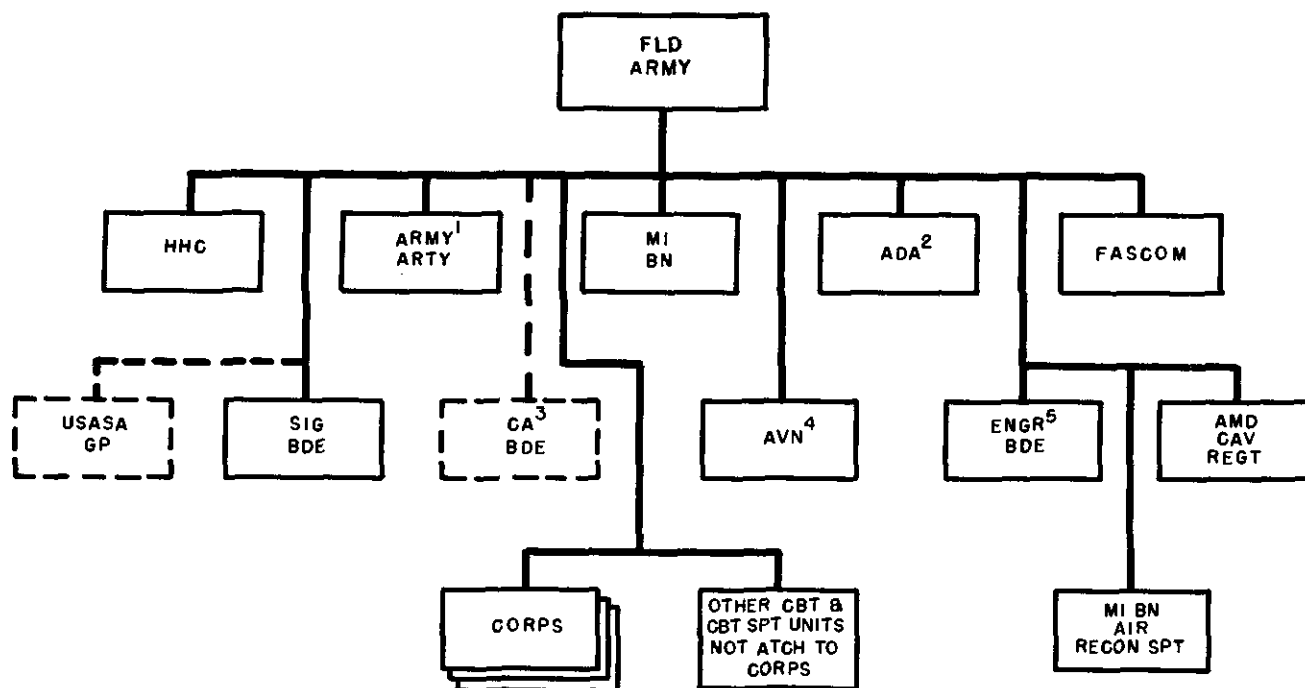 FLD
ARMY
HHC
ARMY1
ARTY
MI
BN
ADA2
FASCOM
USASA
GP
SIG
BDE
CA3
BDE
AVN4
ENGR5
BDE
AMD
CAV
REGT
CORPS
OTHER CBT &
CBT SPT UNITS
NOT ATCH TO
CORPS
MI BN
AIR
RECON SPT